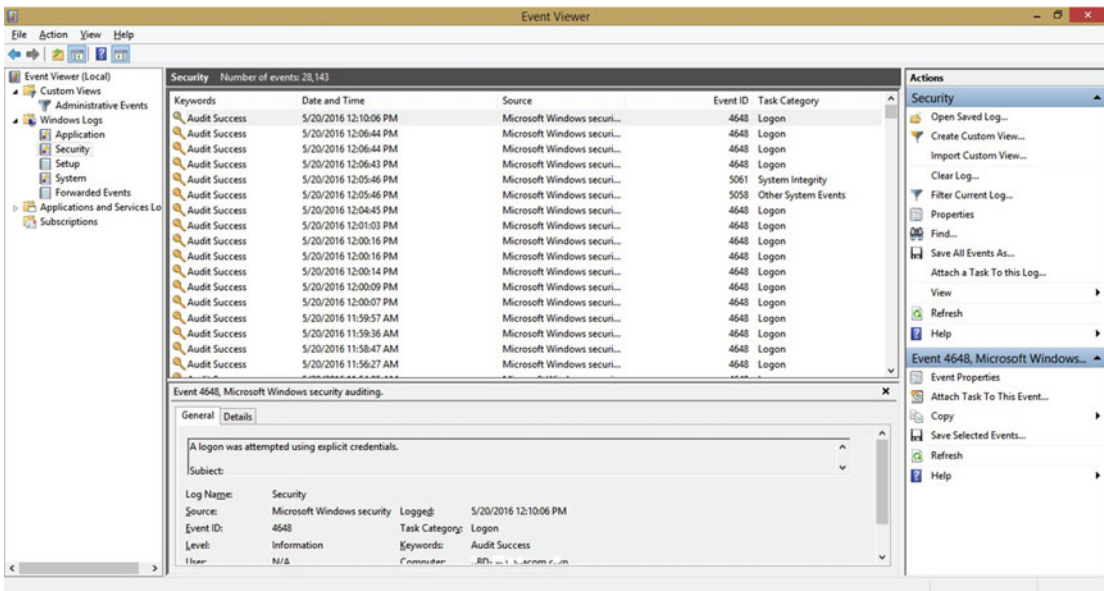 Event Viewer
File Action View Help
Event Viewer (Local)
Custom Views
Administrative Events
Windows Logs
Application
Security
Setup
System
Forwarded Events
Applications and Services Lo
Subscriptions
Security Number of events: 28,143
Keywords Date and Time Source Event ID Task Category
Audit Success 5/20/2016 12:10:06 PM Microsoft Windows securi... 4648 Logon
Audit Success 5/20/2016 12:06:44 PM Microsoft Windows securi... 4648 Logon
Audit Success 5/20/2016 12:06:44 PM Microsoft Windows securi... 4648 Logon
Audit Success 5/20/2016 12:06:43 PM Microsoft Windows securi... 4648 Logon
Audit Success 5/20/2016 12:05:46 PM Microsoft Windows securi... 5061 System Integrity
Audit Success 5/20/2016 12:05:46 PM Microsoft Windows securi... 5058 Other System Events
Audit Success 5/20/2016 12:04:45 PM Microsoft Windows securi... 4648 Logon
Audit Success 5/20/2016 12:01:03 PM Microsoft Windows securi... 4648 Logon
Audit Success 5/20/2016 12:00:16 PM Microsoft Windows securi... 4648 Logon
Audit Success 5/20/2016 12:00:16 PM Microsoft Windows securi... 4648 Logon
Audit Success 5/20/2016 12:00:14 PM Microsoft Windows securi... 4648 Logon
Audit Success 5/20/2016 12:00:09 PM Microsoft Windows securi... 4648 Logon
Audit Success 5/20/2016 12:00:07 PM Microsoft Windows securi... 4648 Logon
Audit Success 5/20/2016 11:59:57 AM Microsoft Windows securi... 4648 Logon
Audit Success 5/20/2016 11:59:36 AM Microsoft Windows securi... 4648 Logon
Audit Success 5/20/2016 11:58:47 AM Microsoft Windows securi... 4648 Logon
Audit Success 5/20/2016 11:56:27 AM Microsoft Windows securi... 4648 Logon
Event 4648, Microsoft Windows security auditing.
General Details
A logon was attempted using explicit credentials.
Subject:
Log Name: Security
Source: Microsoft Windows security Logged: 5/20/2016 12:10:06 PM
Event ID: 4648 Task Category: Logon
Level: Information Keywords: Audit Success
User: N/A Computer:
Actions
Security
Open Saved Log...
Create Custom View...
Import Custom View...
Clear Log...
Filter Current Log...
Properties
Find...
Save All Events As...
Attach a Task To this Log...
View
Refresh
Help
Event 4648, Microsoft Windows...
Event Properties
Attach Task To This Event...
Copy
Save Selected Events...
Refresh
Help